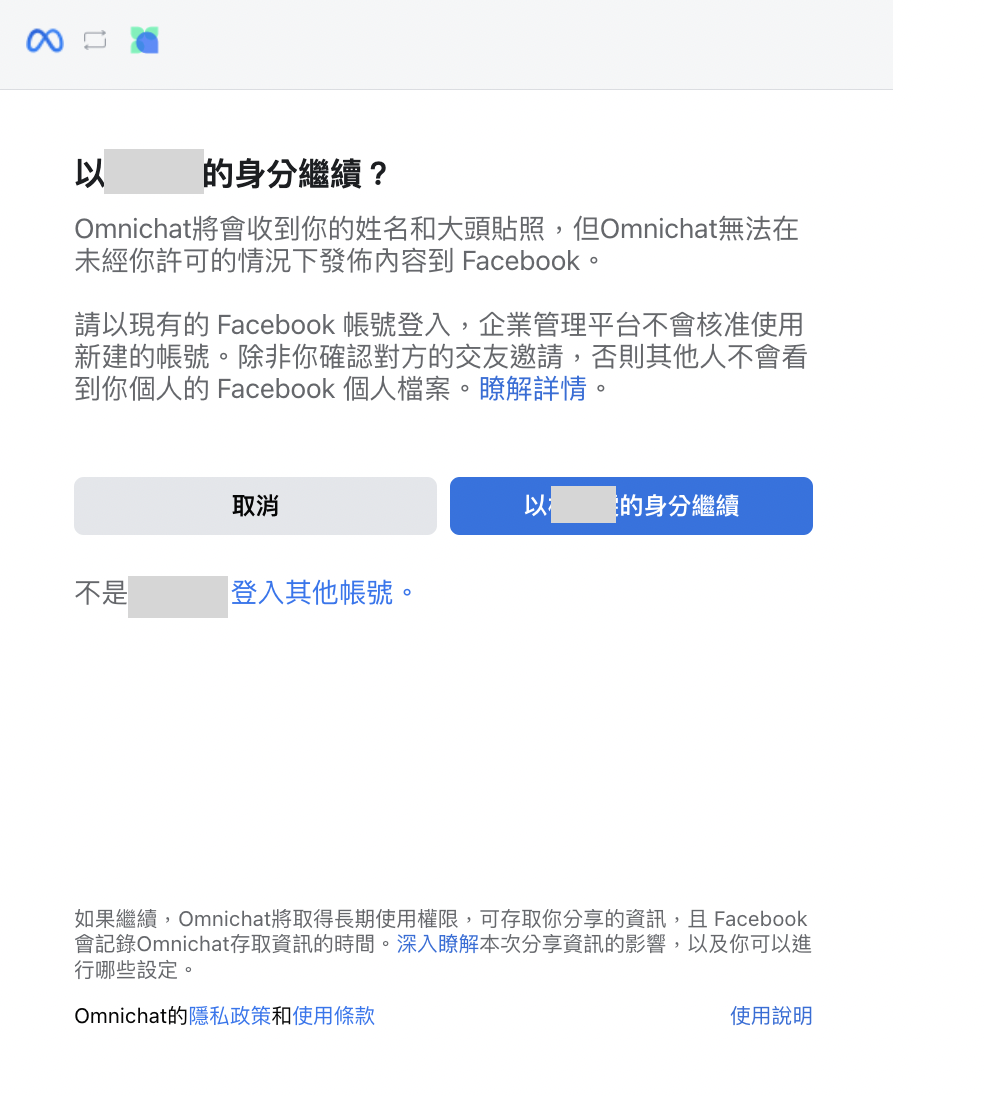 以的身分繼續？
Omnichat將會收到你的姓名和大頭貼照，但Omnichat無法在
未經你許可的情況下發佈內容到 Facebook。
請以現有的 Facebook 帳號登入，企業管理平台不會核准使用
新建的帳號。除非你確認對方的交友邀請，否則其他人不會看
到你個人的 Facebook 個人檔案。瞭解詳情。
取消
以的身分繼續
不是登入其他帳號。
如果繼續，Omnichat將取得長期使用權限，可存取你分享的資訊，且 Facebook
會記錄Omnichat存取資訊的時間。深入瞭解本次分享資訊的影響，以及你可以進
行哪些設定。
Omnichat的隱私政策和使用條款
使用說明